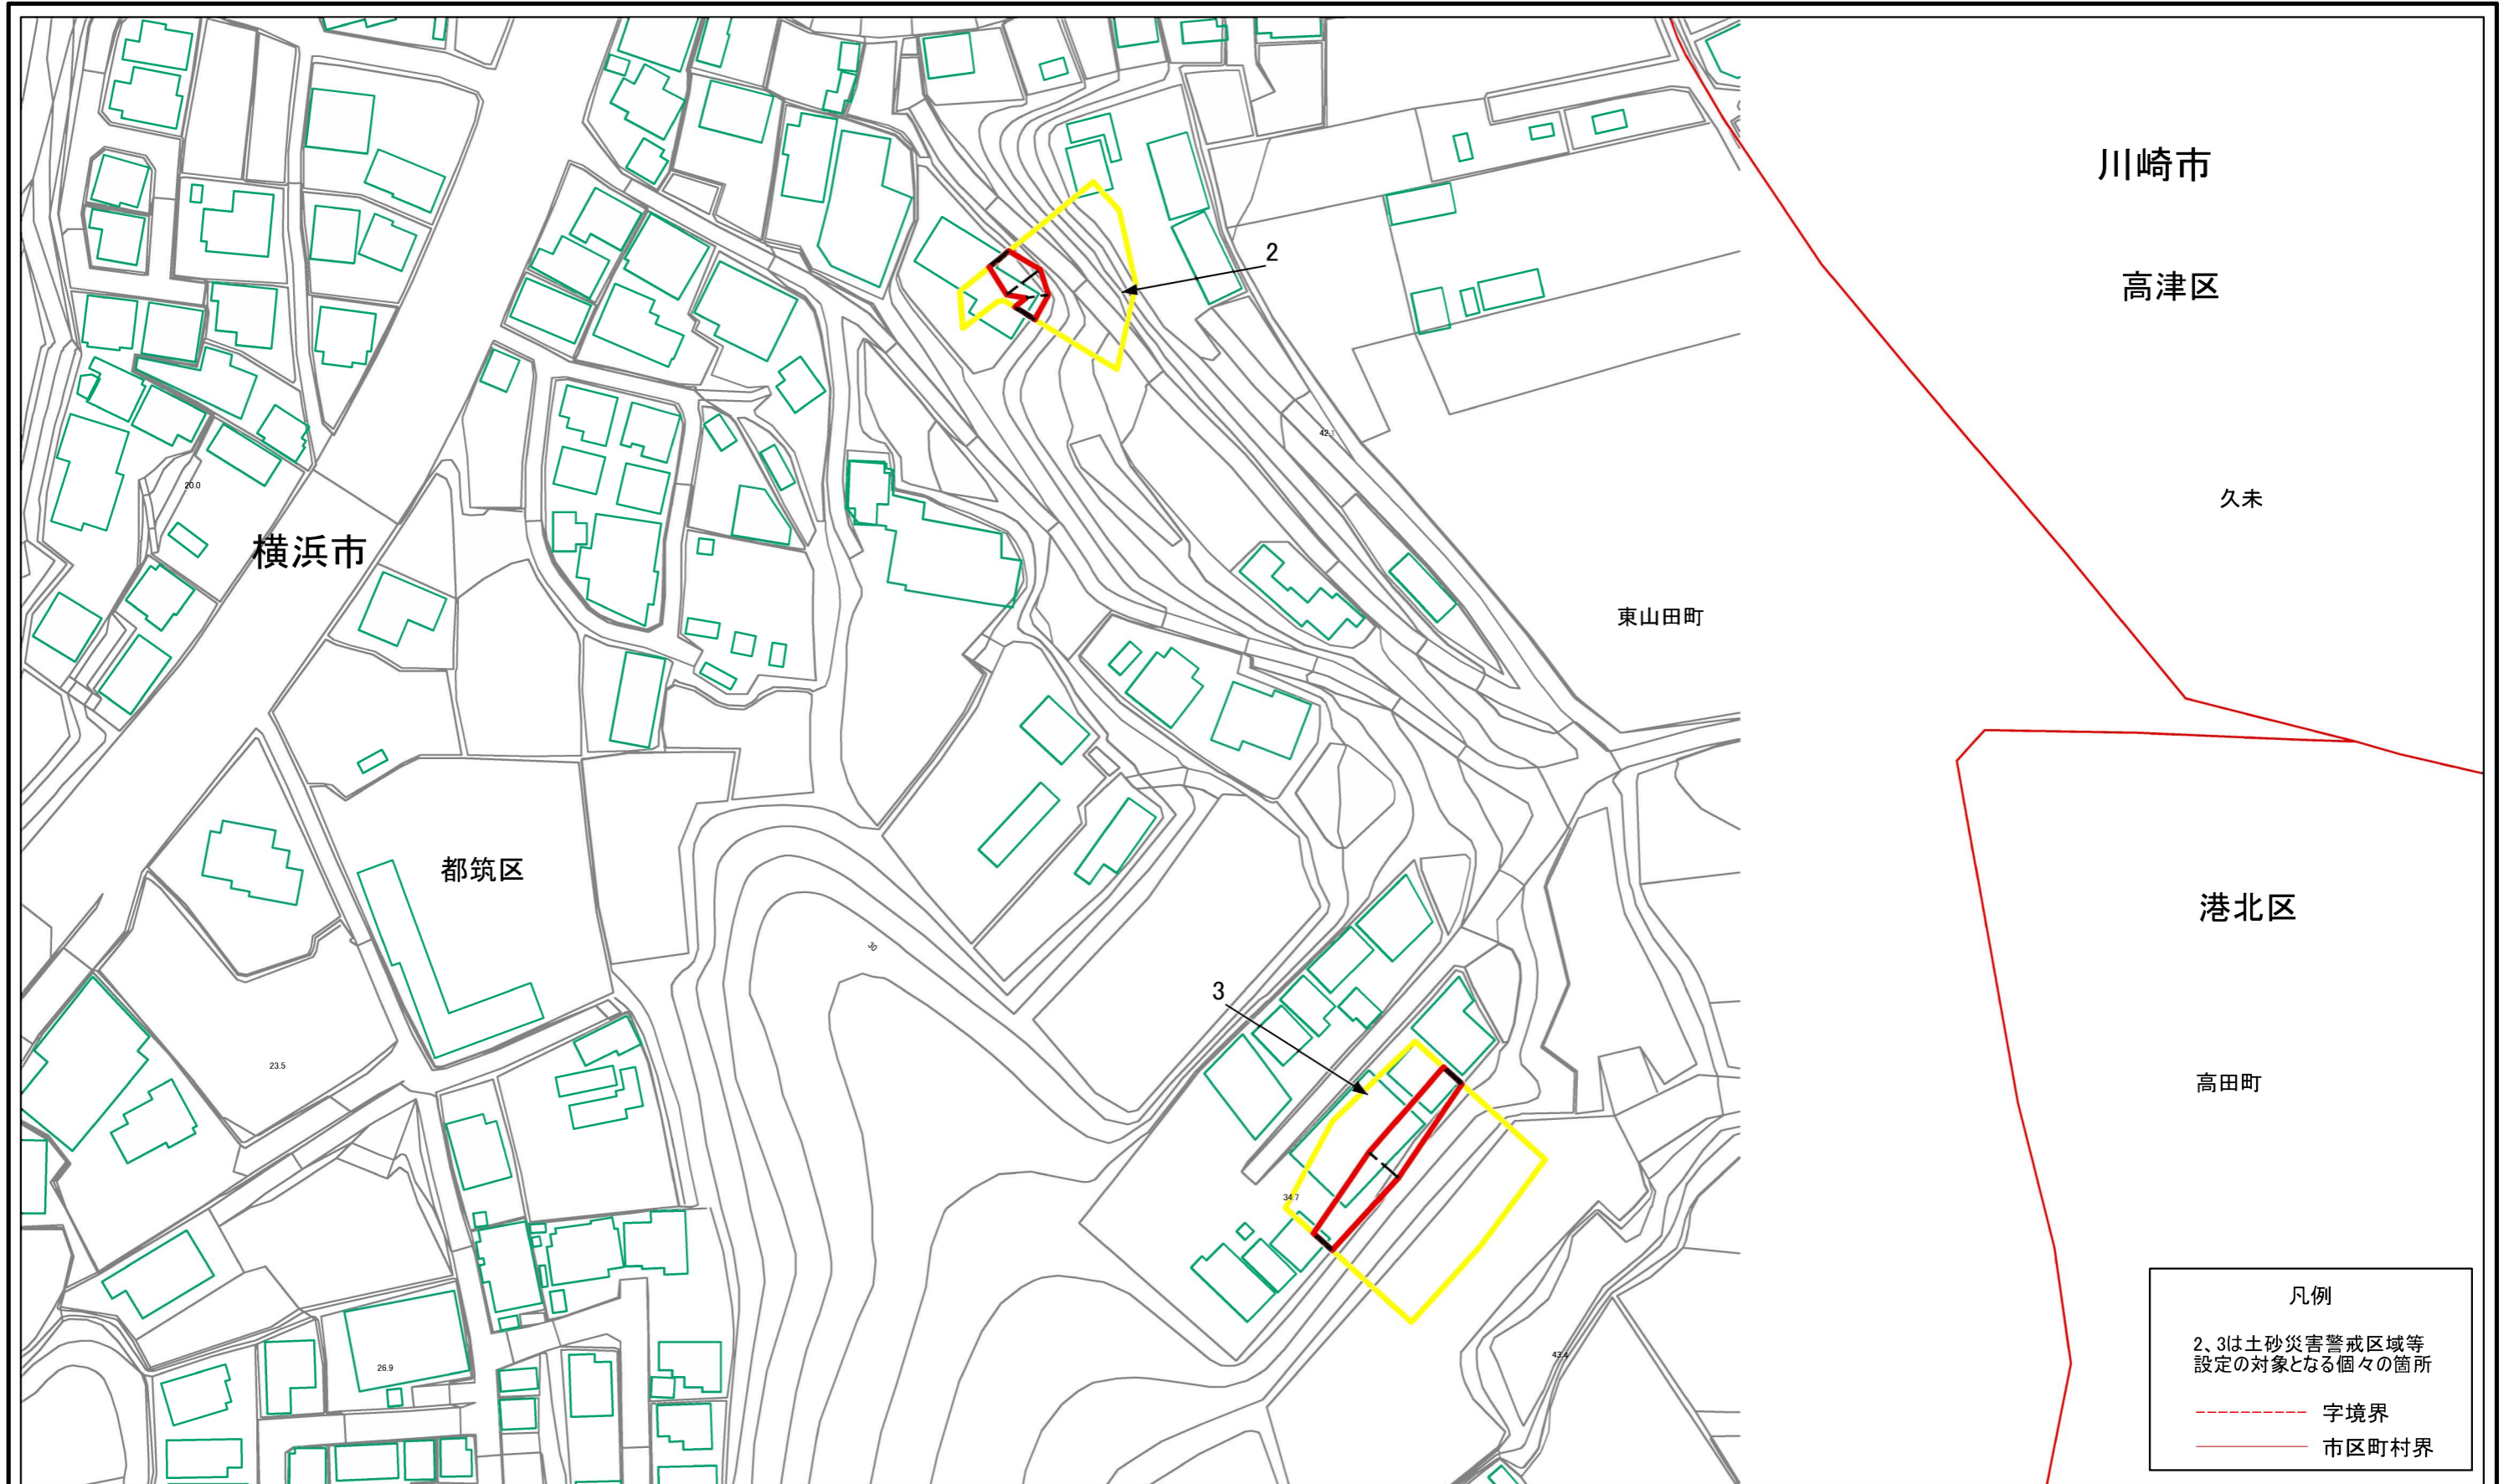 川崎市
高津区
2
42.1
久末
20.0
横浜市
東山田町
都筑区
港北区
30
3
23.5
高田町
34.7
43.4
26.9
凡例
2、3は土砂災害警戒区域等
設定の対象となる個々の箇所
字境界
市区町村界